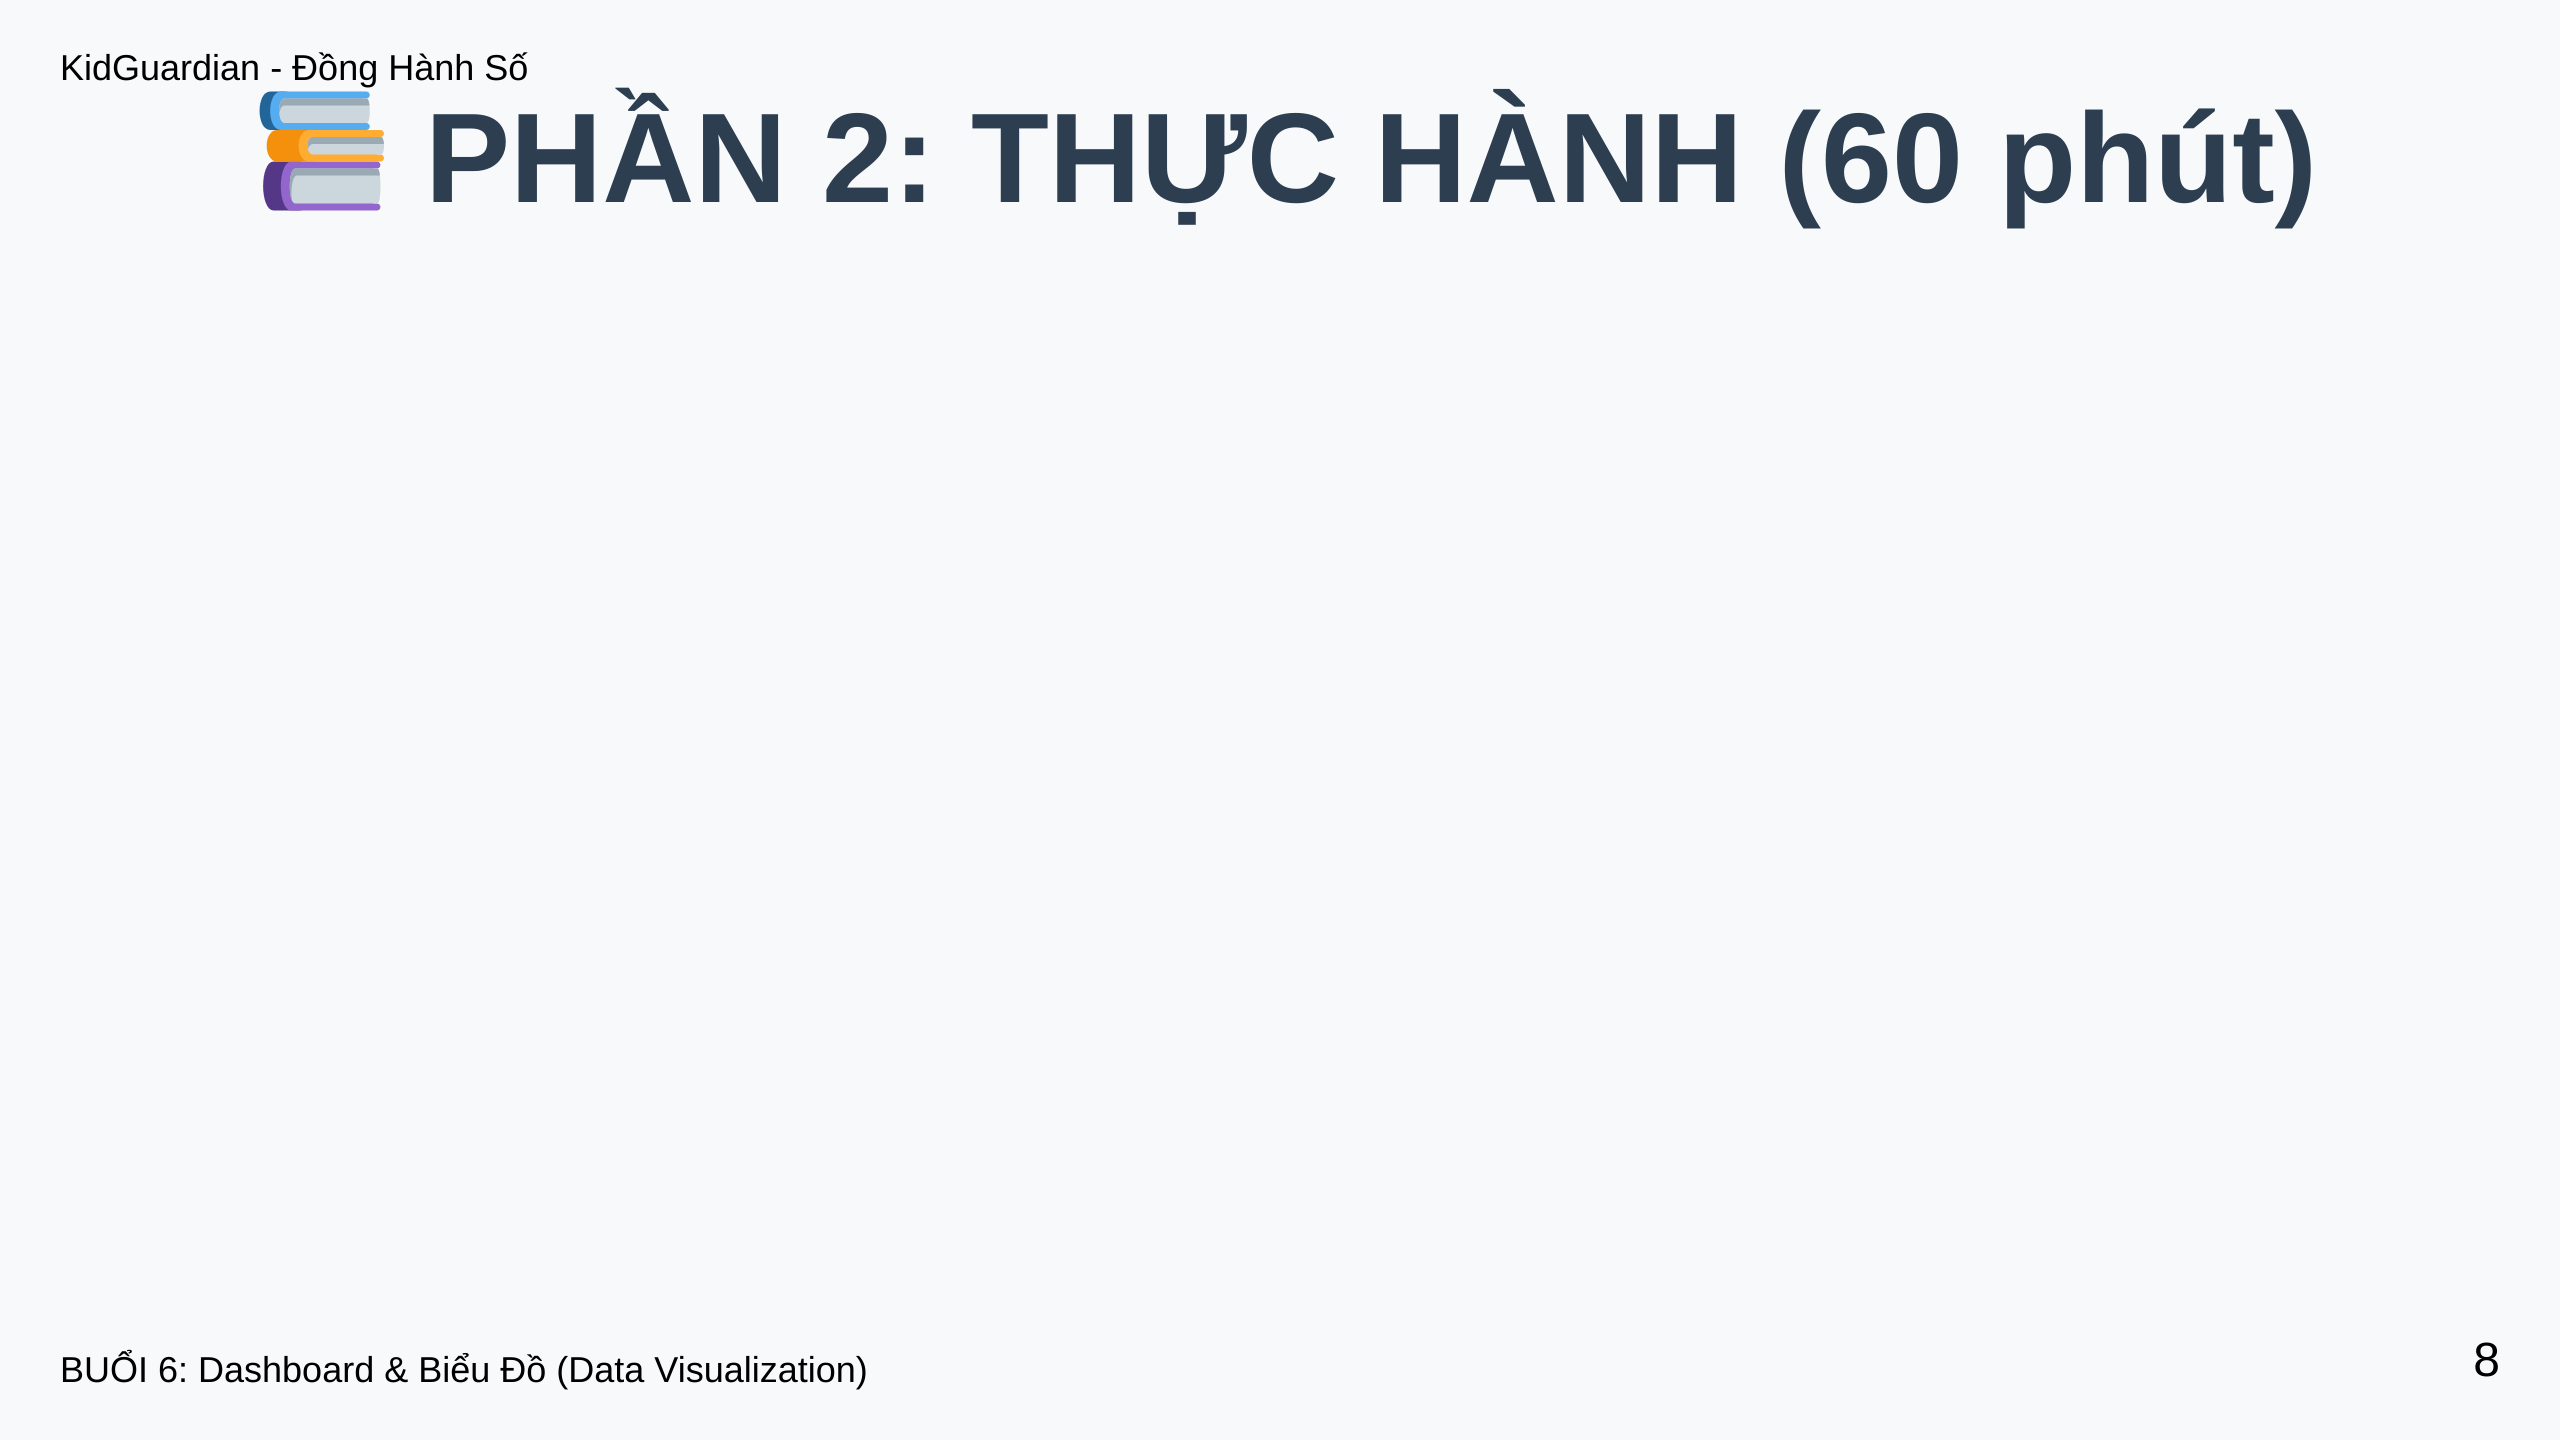 KidGuardian - Đồng Hành Số
PHẦN 2: THỰC HÀNH (60 phút)
BUỔI 6: Dashboard & Biểu Đồ (Data Visualization)
8